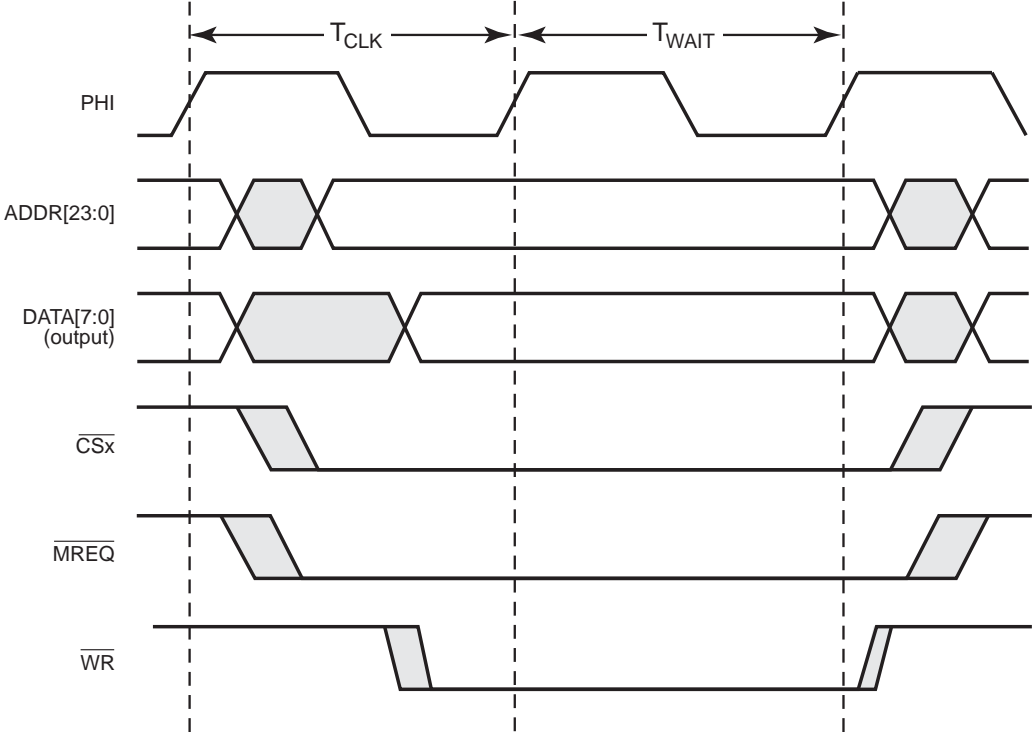 TCLK
TWAIT
PHI
ADDR[23:0]
DATA[7:0]
(output)
CSx
MREQ
WR